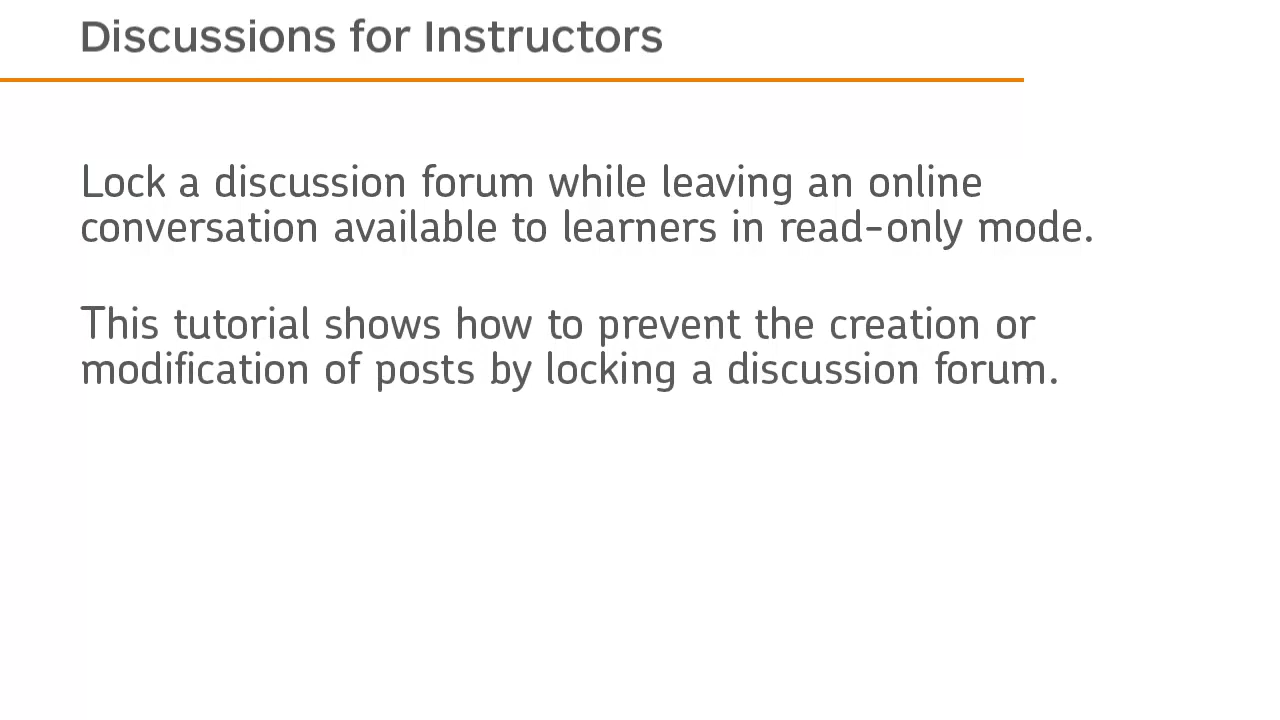 Discussions for Instructors
Lock a discussion forum while leaving an online
conversation available to learners in read-only mode.
This tutorial shows how to prevent the creation or
modification of posts by locking a discussion forum.